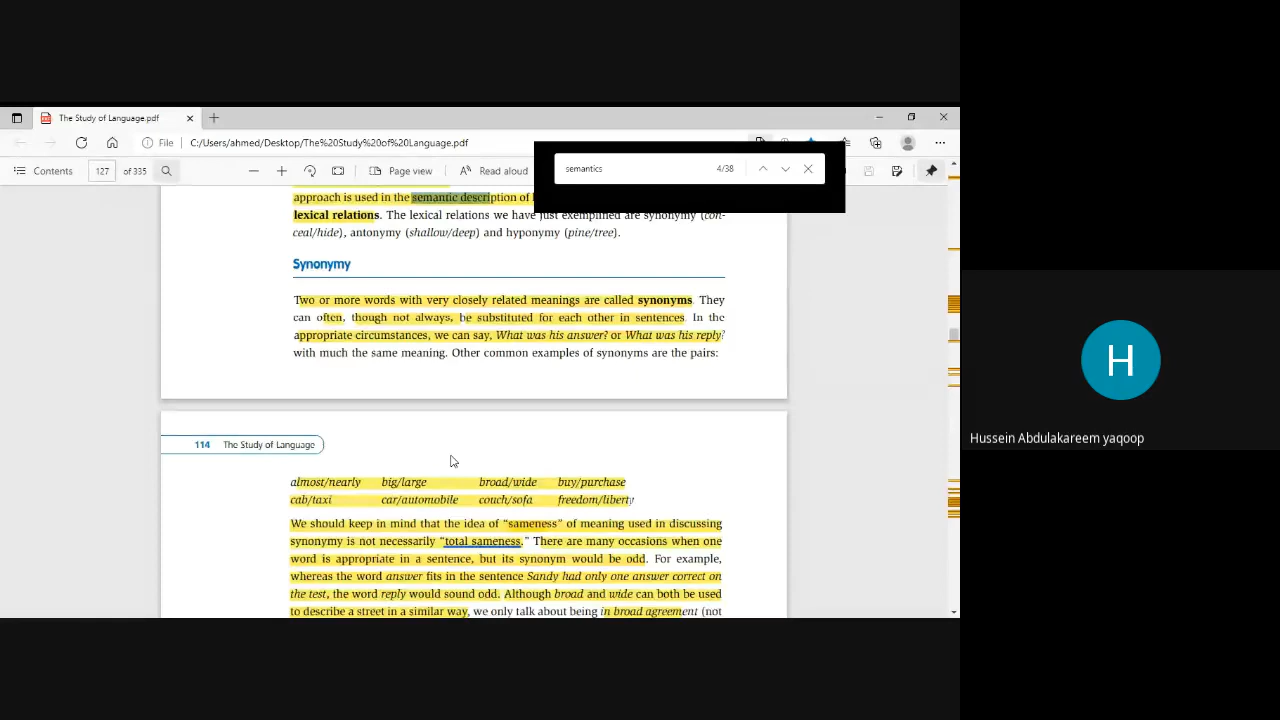 The Study of Language.pdf
File
C:/Users/ahmed/Desktop/The%20Study%20of%20Language.pdf
semantics
4/38
Contents
127
of 335
Page view
Read aloud
approach is used in the semantic description of
lexical relations. The lexical relations we have just exemplified are synonymy (con-
ceal/hide), antonymy (shallow/deep) and hyponymy (pine/tree).
Synonymy
Two or more words with very closely related meanings are called synonyms. They
can often, though not always, be substituted for each other in sentences. In the
appropriate circumstances, we can say, What was his answer? or What was his reply?
with much the same meaning. Other common examples of synonyms are the pairs:
114 The Study of Language
almost/nearly big/large broad/wide buy/purchase
cab/taxi car/automobile couch/sofa freedom/liberty
We should keep in mind that the idea of “sameness” of meaning used in discussing
synonymy is not necessarily “total sameness.” There are many occasions when one
word is appropriate in a sentence, but its synonym would be odd. For example,
whereas the word answer fits in the sentence Sandy had only one answer correct on
the test, the word reply would sound odd. Although broad and wide can both be used
to describe a street in a similar way, we only talk about being in broad agreement (not
H
Hussein Abdulakareem yaqoop